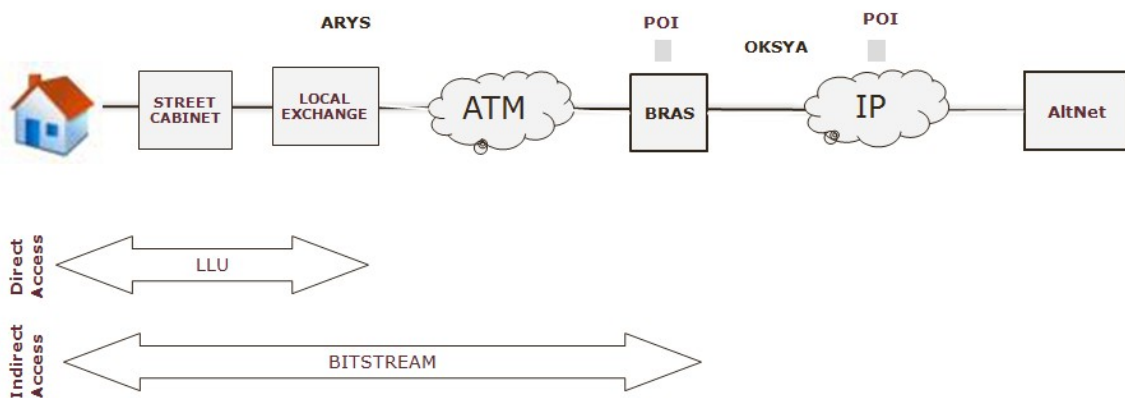 ARYS
POI
POI
OKSYA
STREET
CABINET
LOCAL
EXCHANGE
ATM
BRAS
IP
AltNet
Direct
Access
LLU
Indirect
Access
BITSTREAM